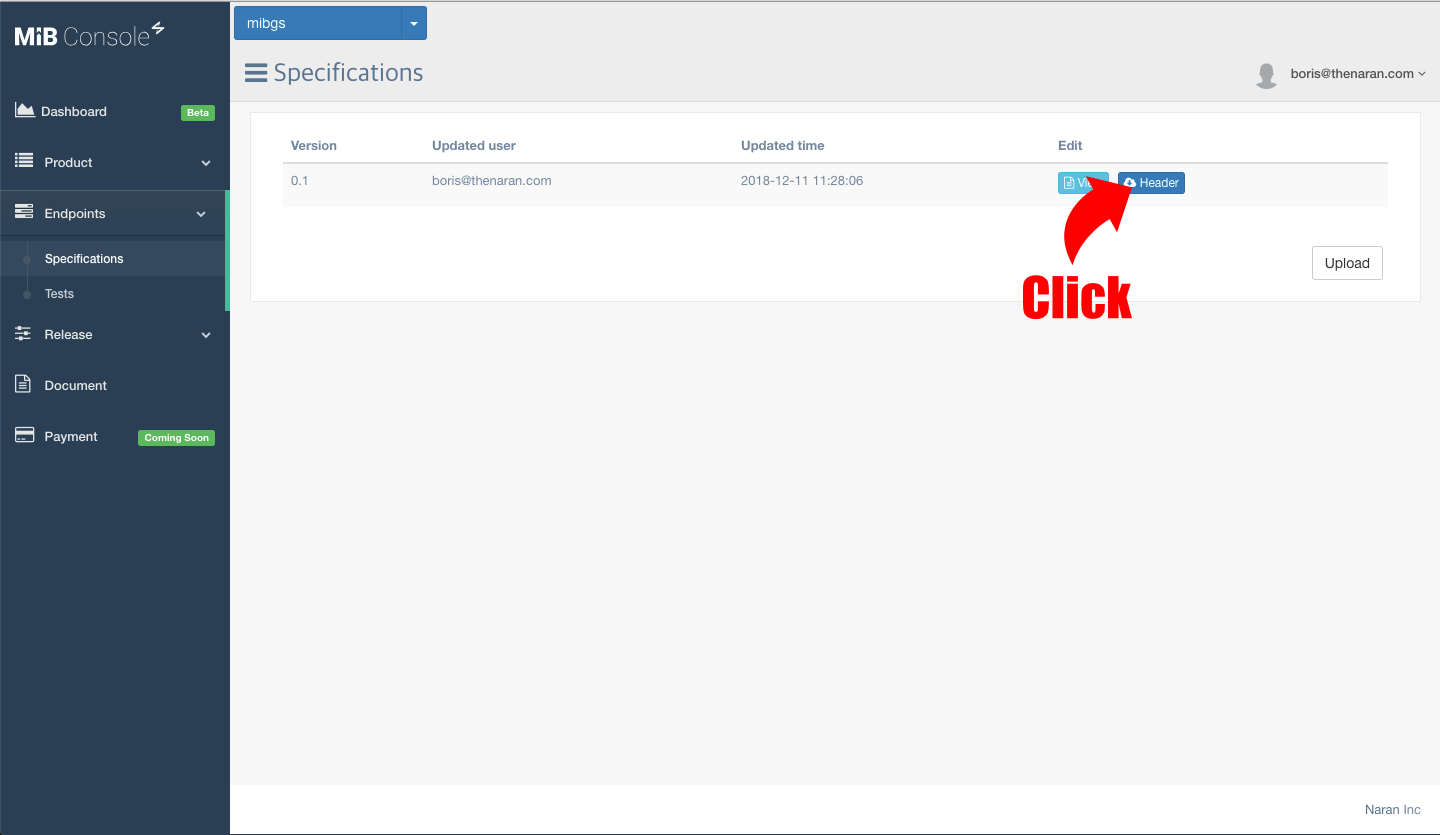 mibgs
MiB Console
Specifications
boris@thenaran.com
Dashboard Beta
Product
Endpoints
Specifications
Tests
Release
Document
Payment Coming Soon
Version Updated user Updated time Edit
0.1 boris@thenaran.com 2018-12-11 11:28:06 Header
Upload
Click
Naran Inc